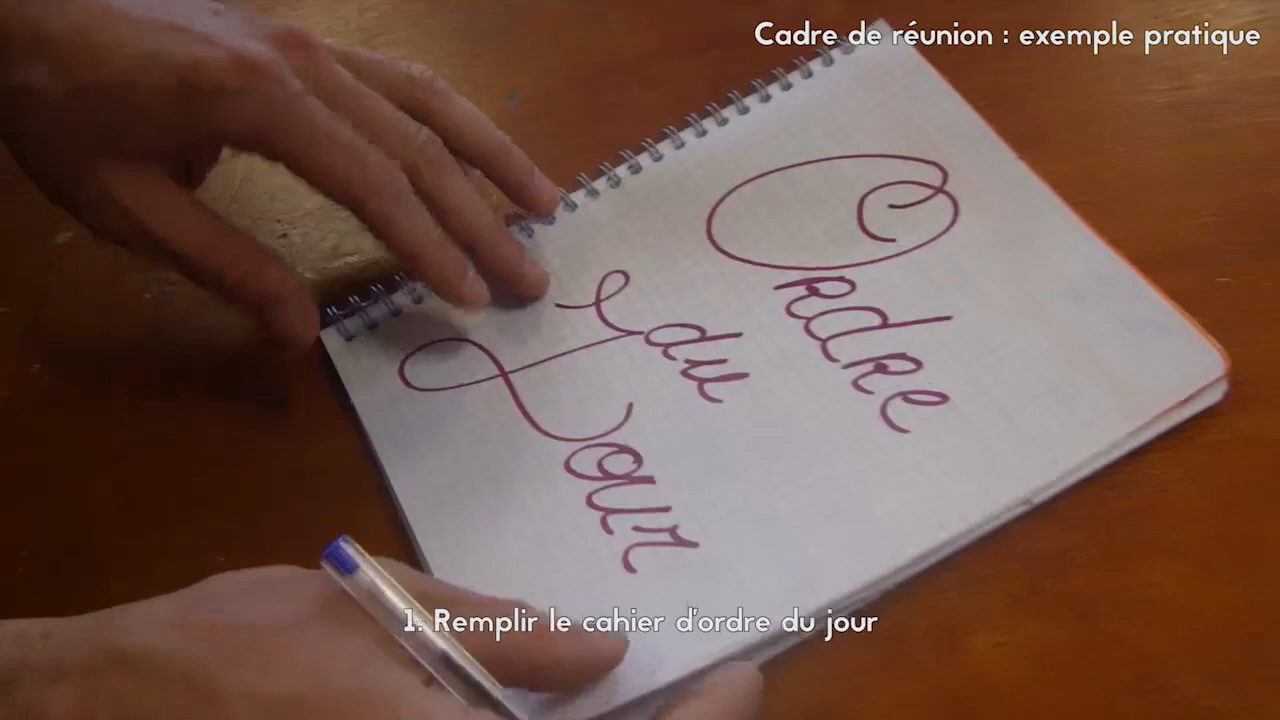 Cadre de réunion : exemple pratique
Ordre
du
Jour
1. Remplir le cahier d'ordre du jour